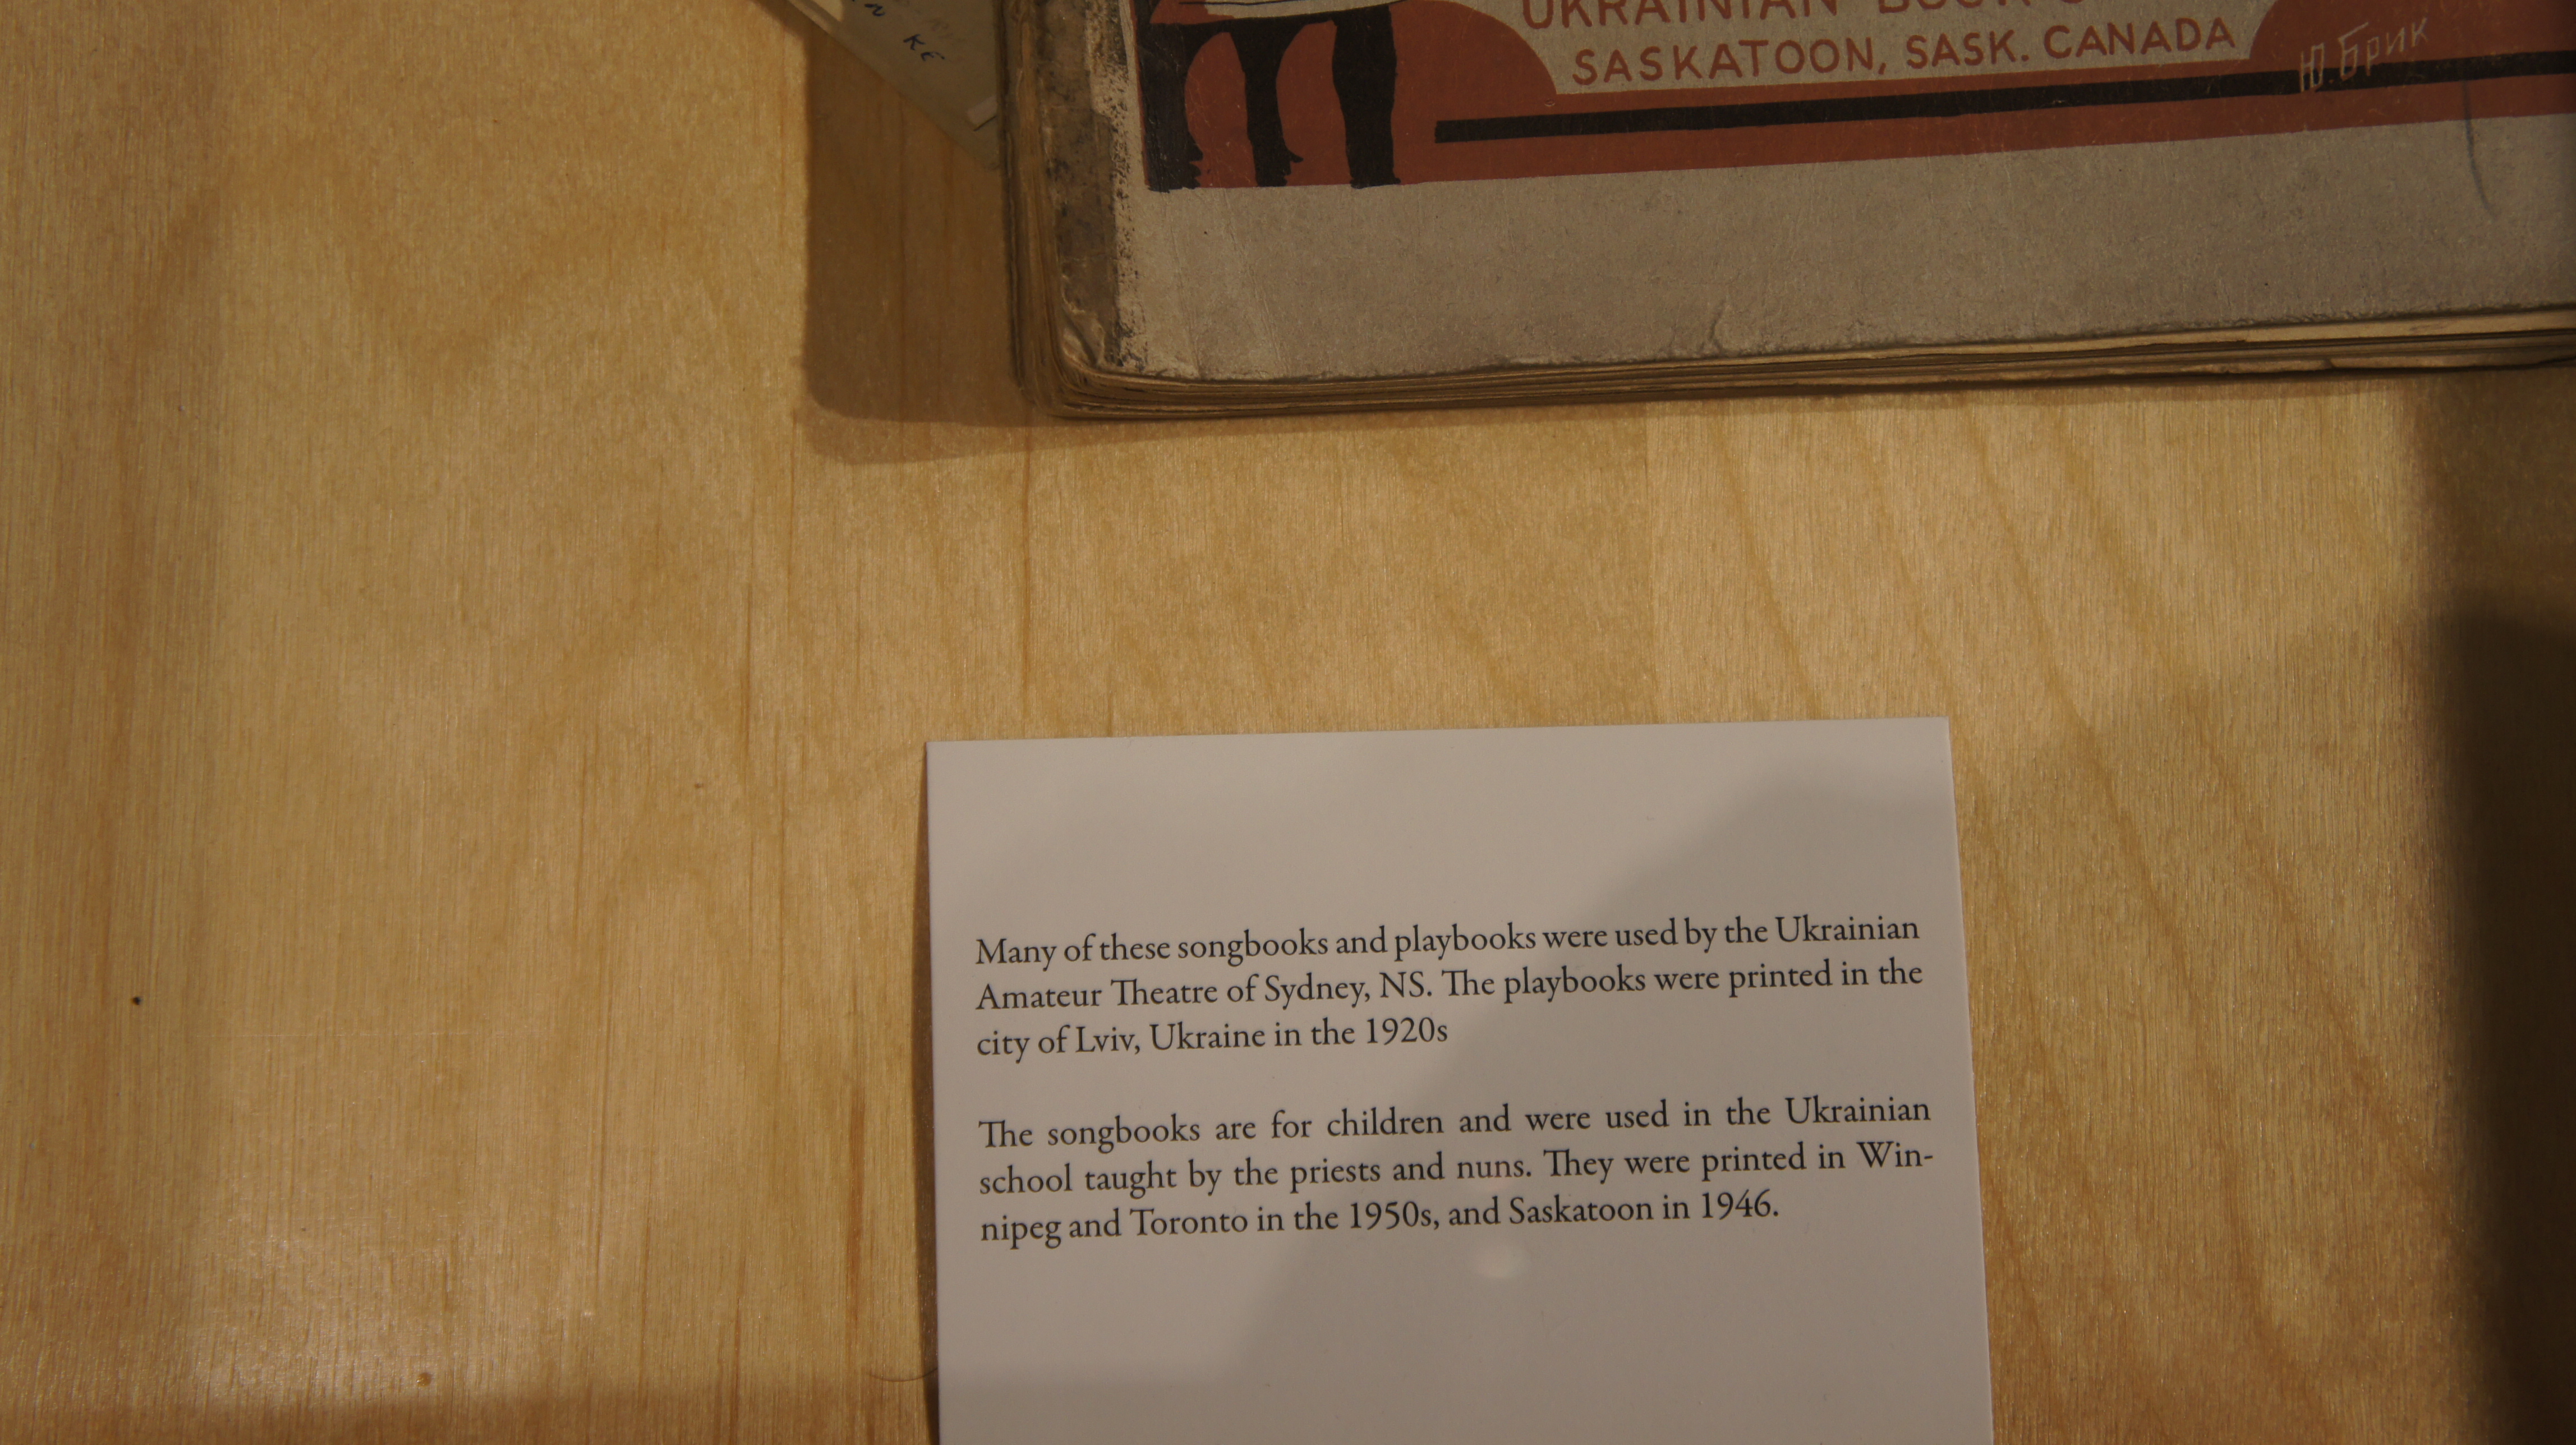 UKRAINIAN
SASKATOON, SASK. CANADA
Ю.Брик
Many of these songbooks and playbooks were used by the Ukrainian
Amateur Theatre of Sydney, NS. The playbooks were printed in the
city of Lviv, Ukraine in the 1920s
The songbooks are for children and were used in the Ukrainian
school taught by the priests and nuns. They were printed in Win-
nipeg and Toronto in the 1950s, and Saskatoon in 1946.